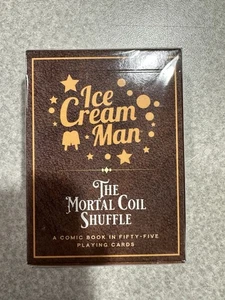 Ice
Cream
Man
THE
MORTAL COIL
SHUFFLE
A COMIC BOOK IN FIFTY-FIVE
PLAYING CARDS